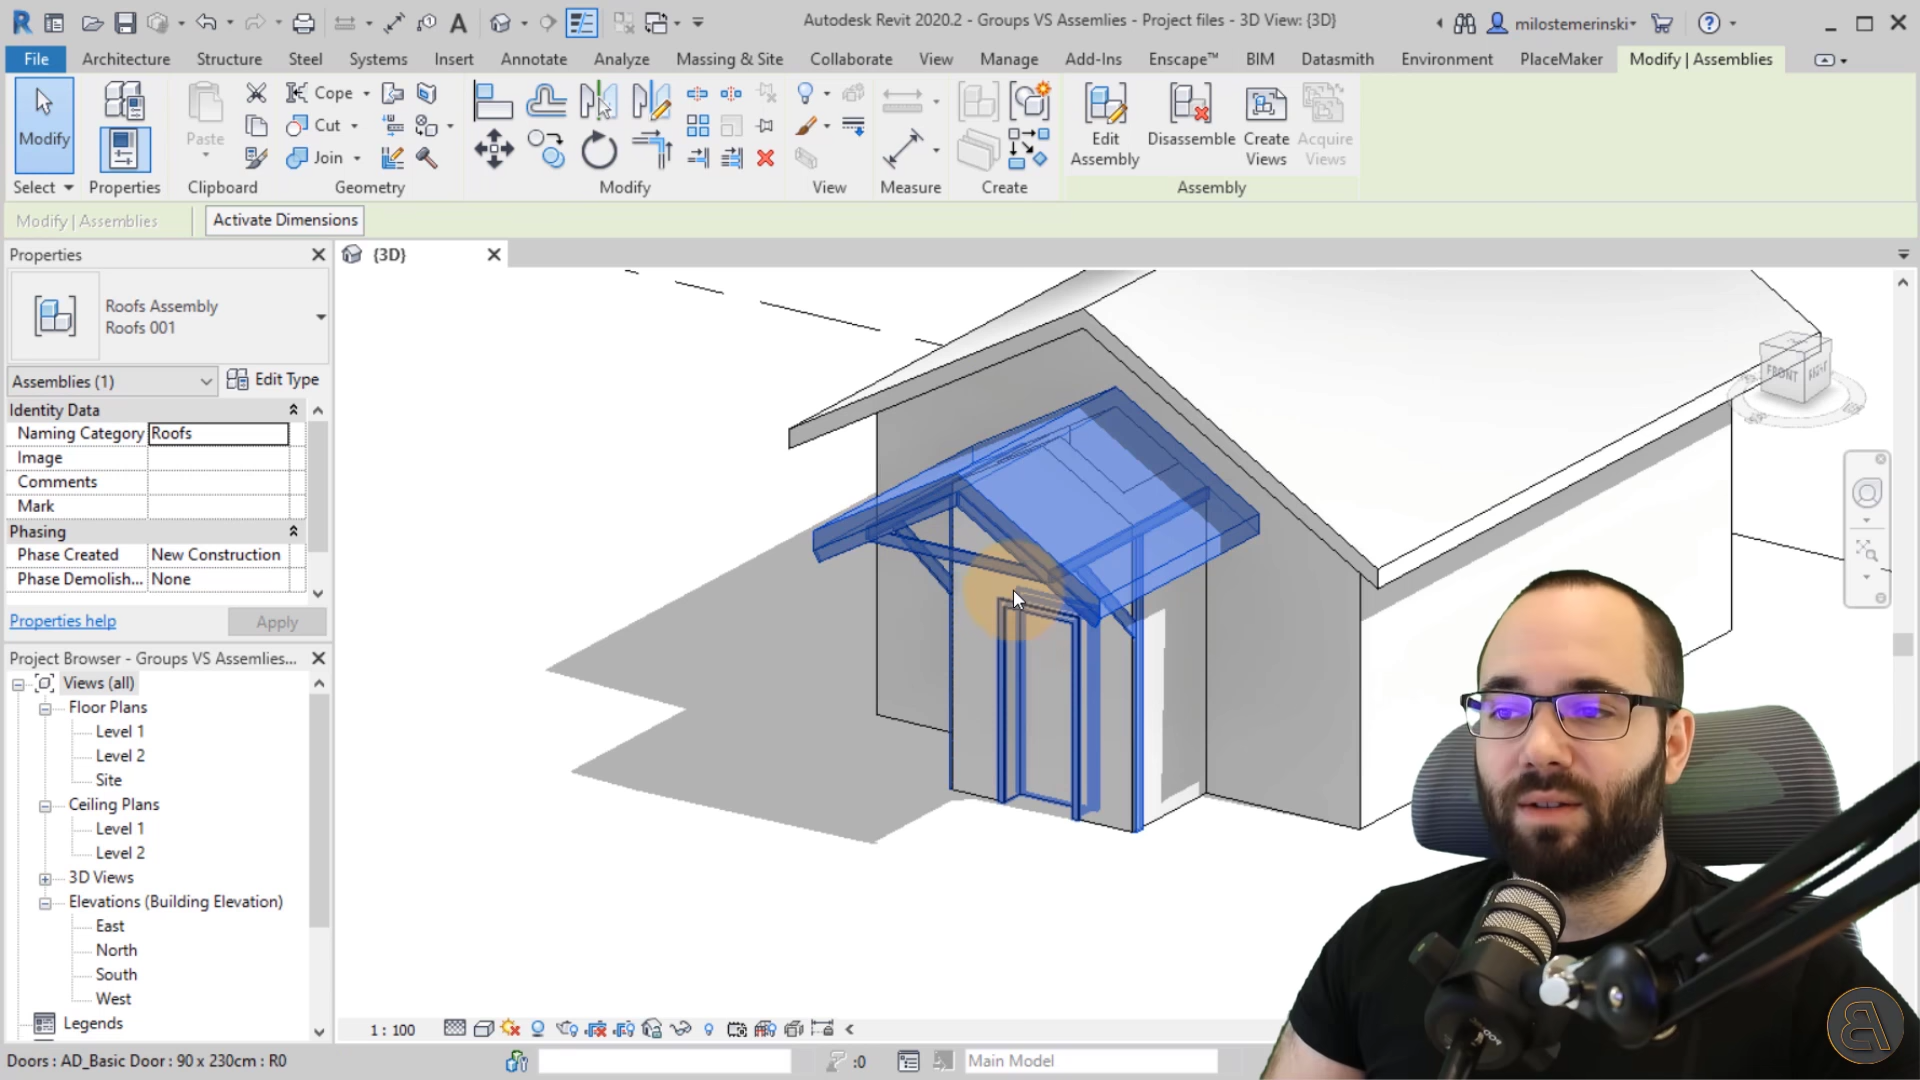 Autodesk Revit 2020.2 - Groups VS Assemlies - Project files - 3D View: {3D}
milostemerinski
File
Architecture
Structure
Steel
Systems
Insert
Annotate
Analyze
Massing & Site
Collaborate
View
Manage
Add-Ins
Enscape™
BIM
Datasmith
Environment
PlaceMaker
Modify | Assemblies
Modify
Paste
Cope
Cut
Join
Edit Assembly
Disassemble
Create Views
Acquire Views
Select
Properties
Clipboard
Geometry
Modify
View
Measure
Create
Assembly
Modify | Assemblies
Activate Dimensions
Properties
{3D}
Roofs Assembly
Roofs 001
Assemblies (1)
Edit Type
Identity Data
Naming Category Roofs
Image
Comments
Mark
Phasing
Phase Created New Construction
Phase Demolish... None
Properties help
Apply
Project Browser - Groups VS Assemlies...
Views (all)
Floor Plans
Level 1
Level 2
Site
Ceiling Plans
Level 1
Level 2
3D Views
Elevations (Building Elevation)
East
North
South
West
Legends
FRONT
RIGHT
1 : 100
Doors : AD_Basic Door : 90 x 230cm : R0
:0
Main Model